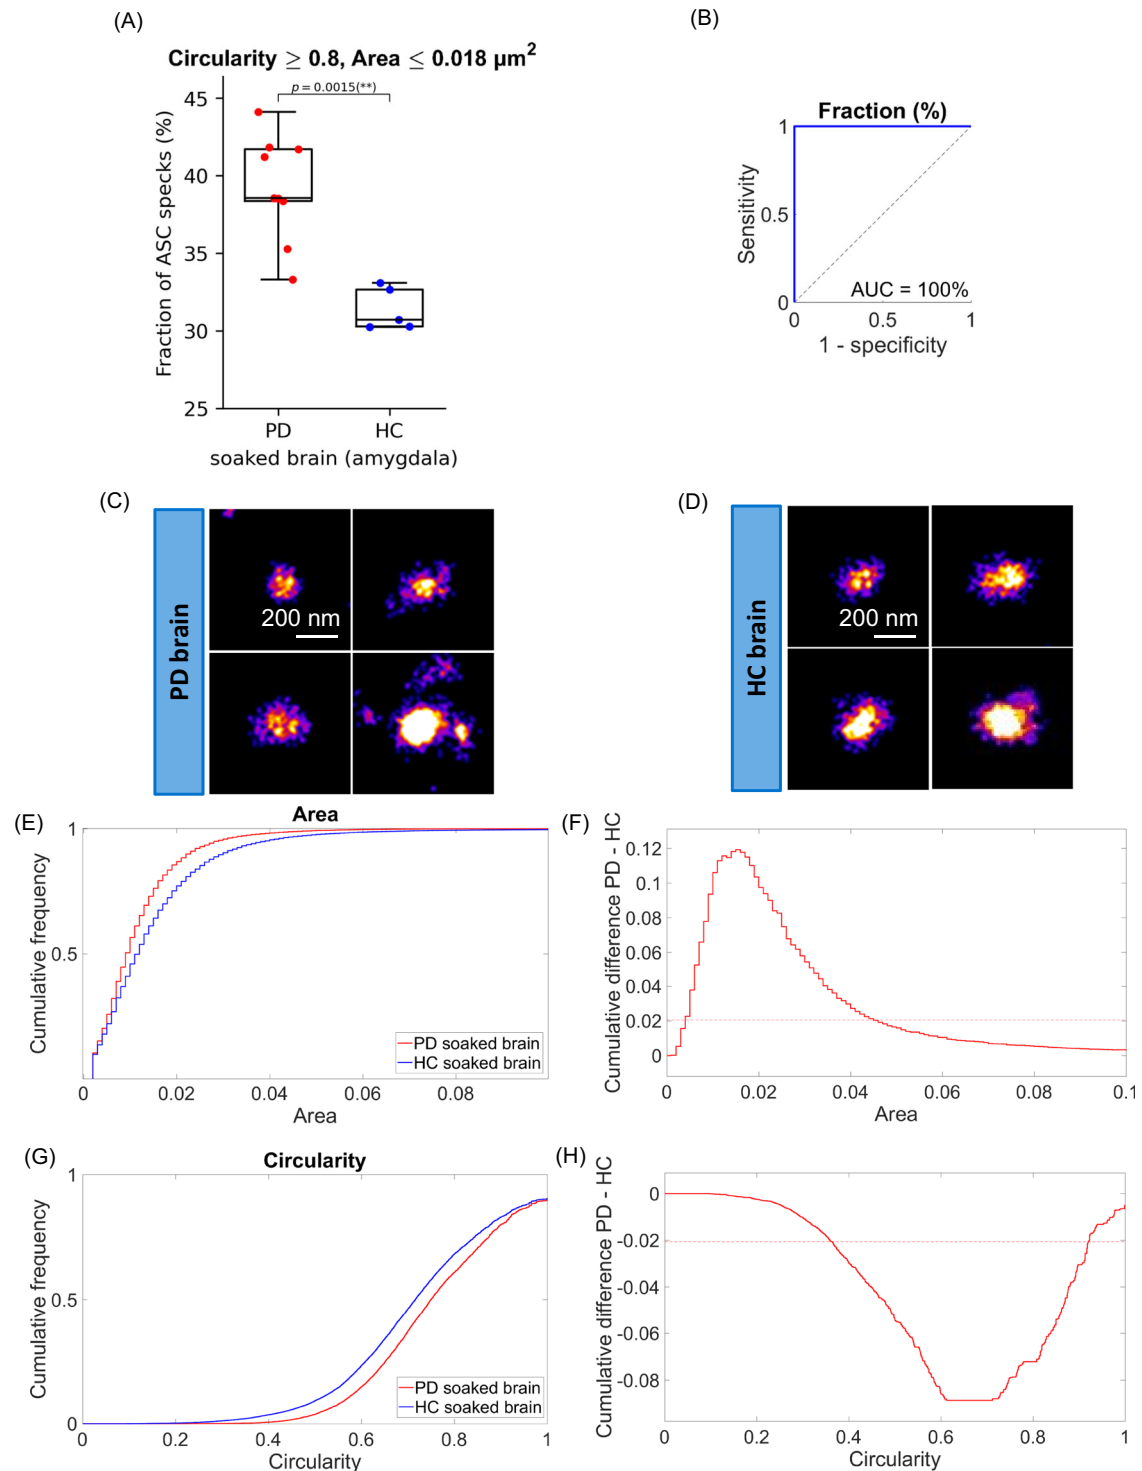 (A)
Circularity ≥ 0.8, Area ≤ 0.018 µm²
p = 0.0015(**)
45
40
35
30
25
Fraction of ASC specks (%)
PD
HC
soaked brain (amygdala)
(B)
Fraction (%)
1
0.5
0
Sensitivity
AUC = 100%
0
0.5
1
1 - specificity
(C)
PD brain
200 nm
(D)
HC brain
200 nm
(E)
Area
1
0.5
Cumulative frequency
PD soaked brain
HC soaked brain
0
0.02
0.04
0.06
0.08
Area
(F)
Cumulative difference PD - HC
0.12
0.1
0.08
0.06
0.04
0.02
0
0
0.02
0.04
0.06
0.08
0.1
Area
(G)
Circularity
1
0.5
0
Cumulative frequency
PD soaked brain
HC soaked brain
0
0.2
0.4
0.6
0.8
1
Circularity
(H)
Cumulative difference PD - HC
0
-0.02
-0.04
-0.06
-0.08
0
0.2
0.4
0.6
0.8
1
Circularity